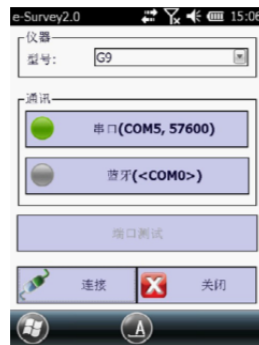 e-Survey2.0 15:06
仪器
型号: G9
通讯
串口(COM5, 57600)
蓝牙(<COM0>)
端口测试
连接 关闭
A